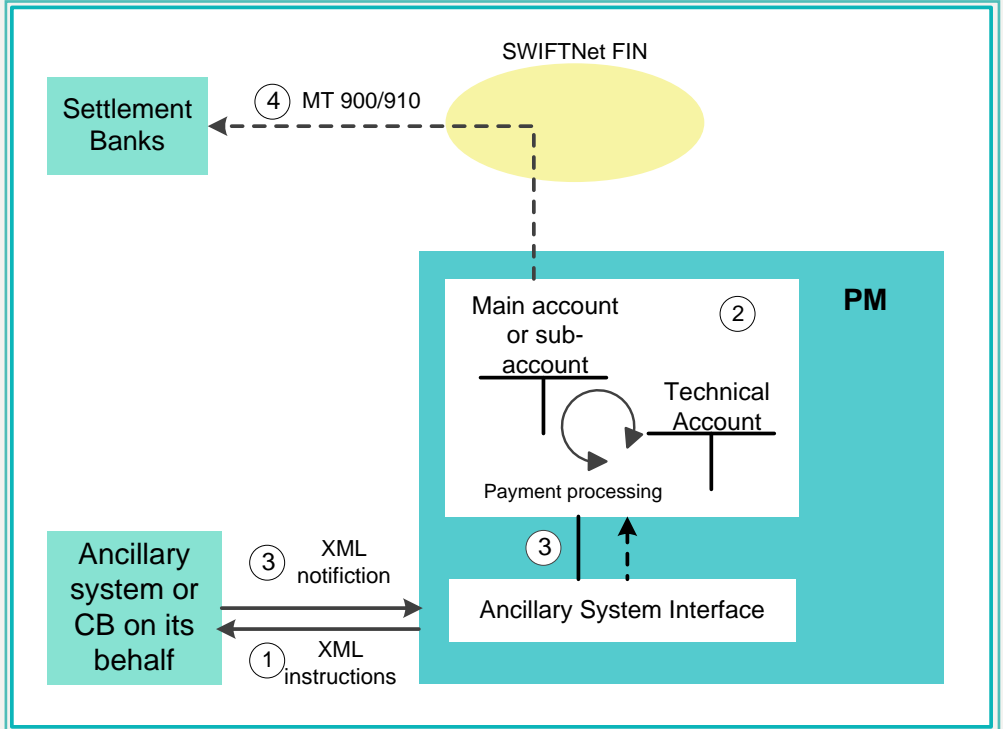 SWIFTNet FIN
4 MT 900/910
Settlement
Banks
PM
2
Main account
or sub-
account
Technical
Account
Payment processing
3
Ancillary System Interface
Ancillary
system or
CB on its
behalf
3 XML
notifiction
1 XML
instructions